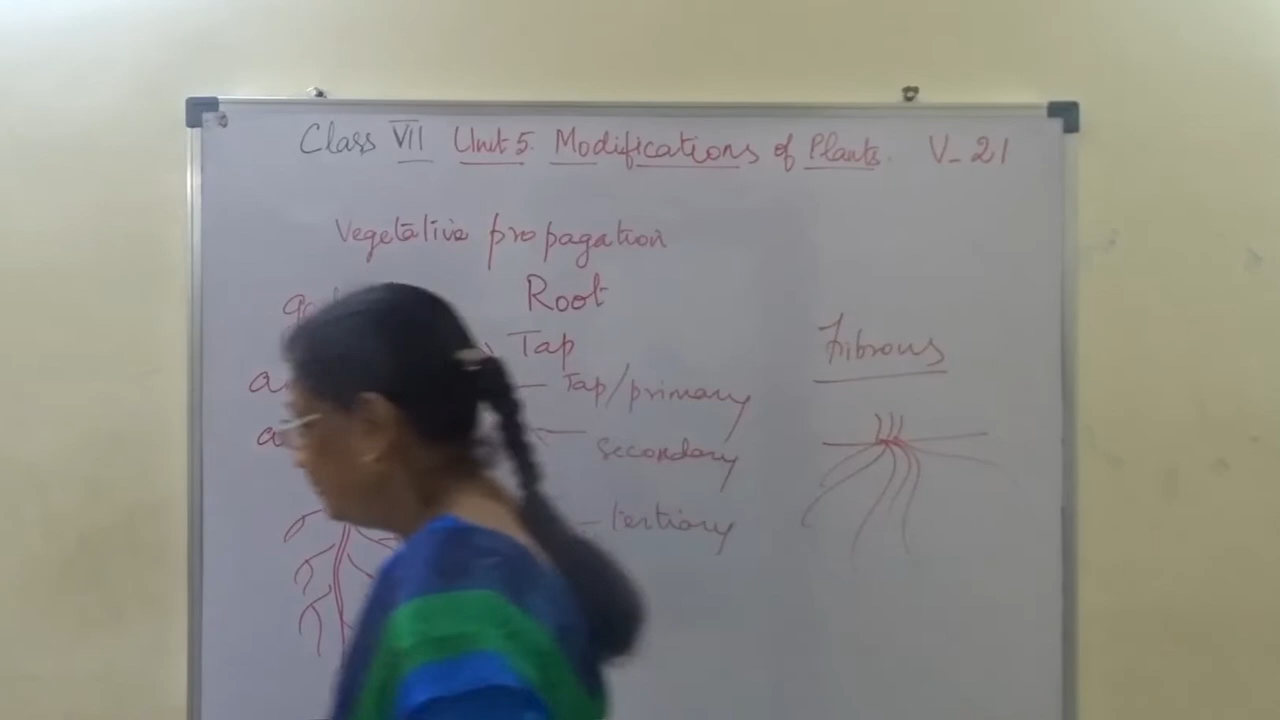 Class VII Unit 5. Modifications of Plants. V-21
Vegetative propagation
Root
Tap
Tap/primary
secondary
tertiary
Fibrous